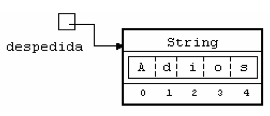 String
despedida
A d i o s
0 1 2 3 4